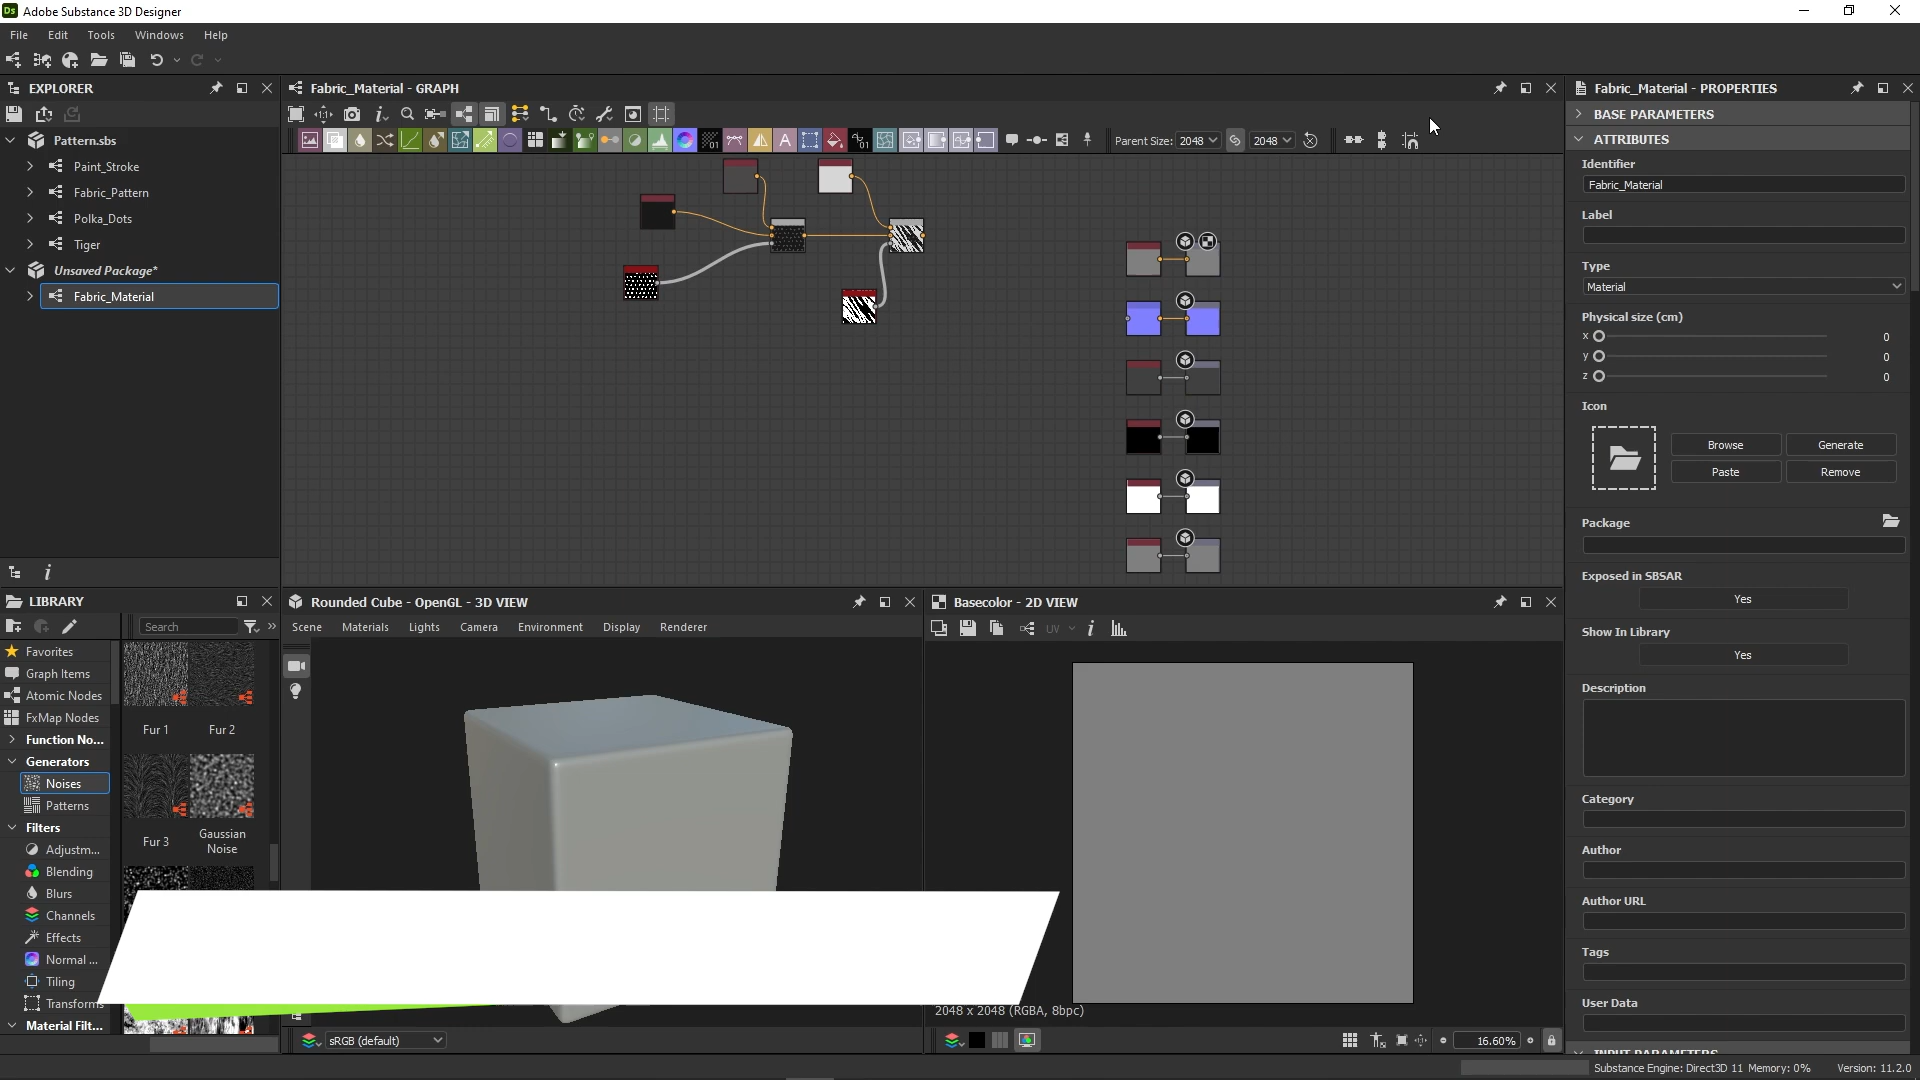 Ds Adobe Substance 3D Designer
File Edit Tools Windows Help
EXPLORER
Pattern.sbs
Paint_Stroke
Fabric_Pattern
Polka_Dots
Tiger
Unsaved Package*
Fabric_Material
Fabric_Material - GRAPH
Parent Size: 2048 2048
LIBRARY
Search
Favorites
Graph Items
Atomic Nodes
FxMap Nodes
Function No...
Generators
Noises
Patterns
Filters
Adjustm...
Blending
Blurs
Channels
Effects
Normal ...
Tiling
Transforms
Material Filt...
Fur 1
Fur 2
Fur 3
Gaussian
Noise
Rounded Cube - OpenGL - 3D VIEW
Scene Materials Lights Camera Environment Display Renderer
sRGB (default)
Basecolor - 2D VIEW
UV
2048 x 2048 (RGBA, 8bpc)
16.60%
Fabric_Material - PROPERTIES
BASE PARAMETERS
ATTRIBUTES
Identifier
Fabric_Material
Label
Type
Material
Physical size (cm)
x 0
y 0
z 0
Icon
Browse Generate
Paste Remove
Package
Exposed in SBSAR
Yes
Show In Library
Yes
Description
Category
Author
Author URL
Tags
User Data
INPUT PARAMETERS
Substance Engine: Direct3D 11 Memory: 0% Version: 11.2.0